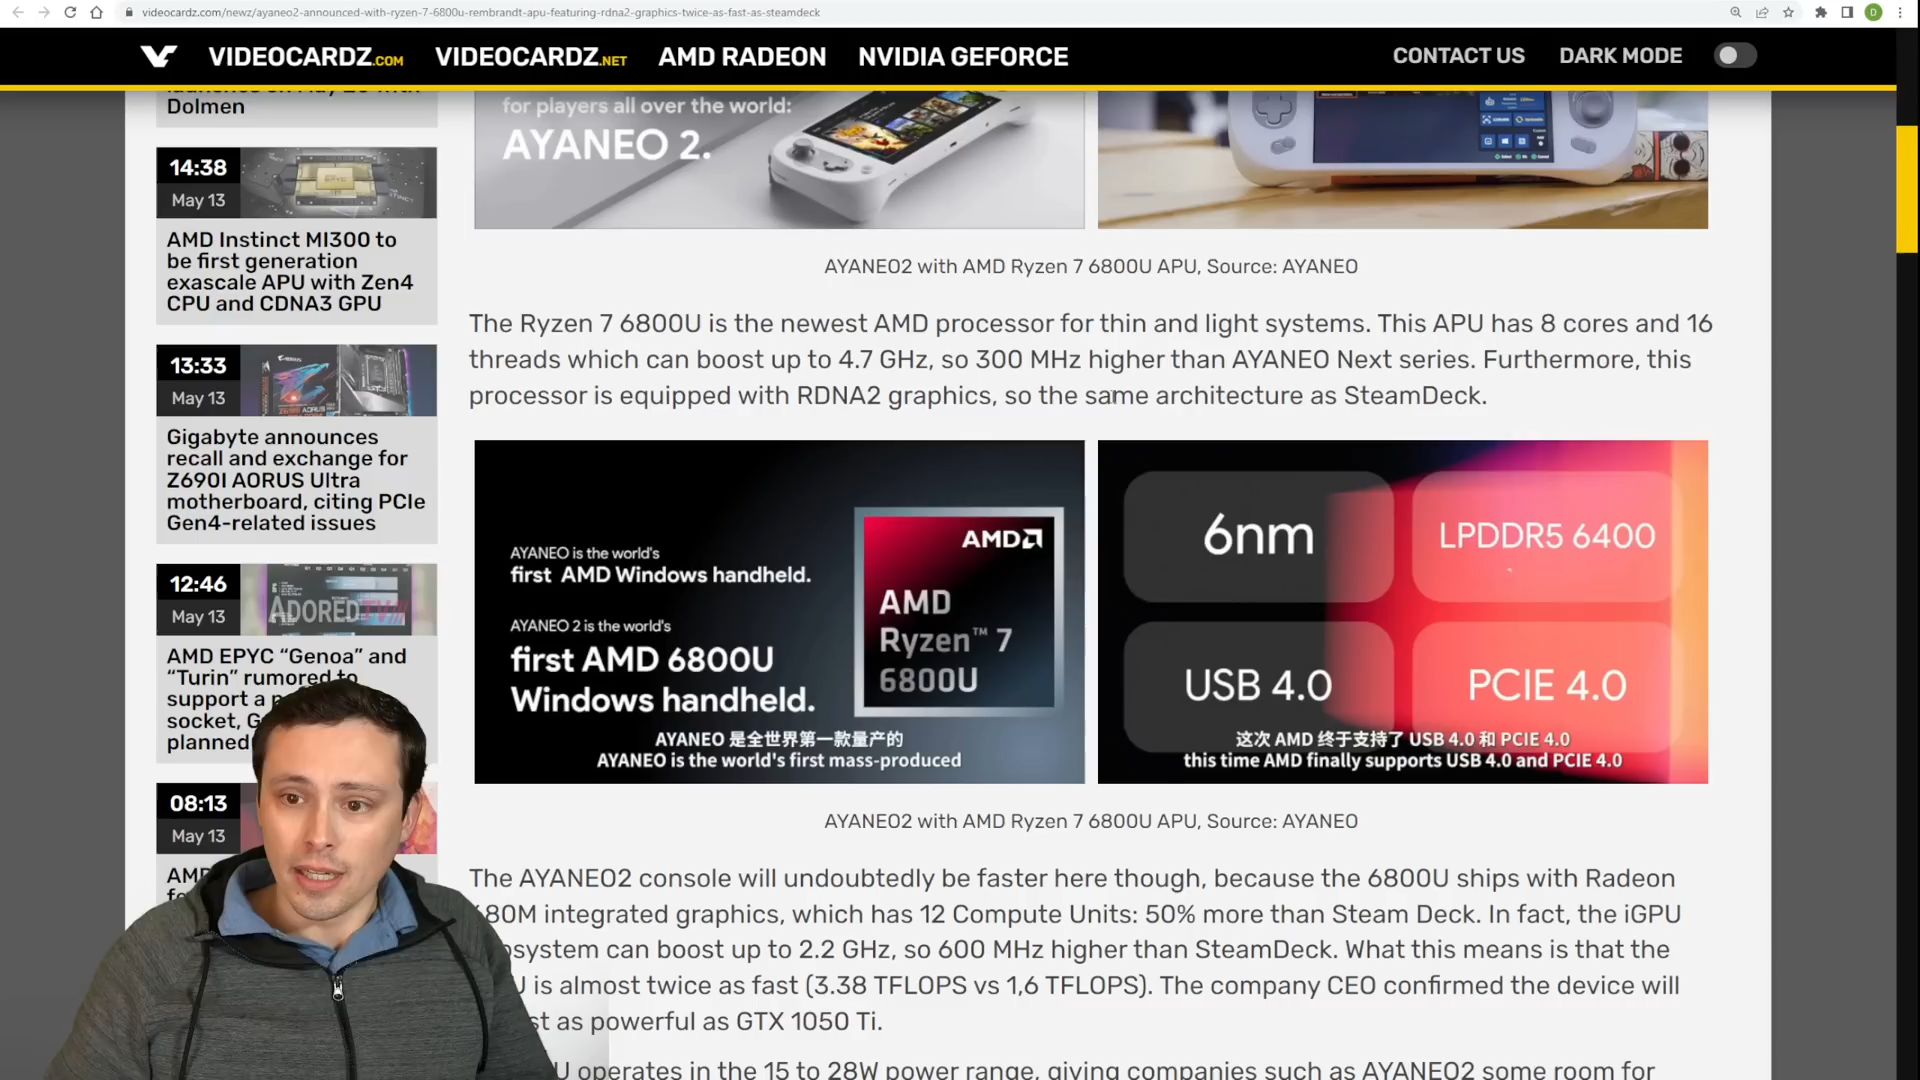 videocardz.com/newz/ayaneo2-announced-with-ryzen-7-6800u-rembrandt-apu-featuring-rdna2-graphics-twice-as-fast-as-steamdeck
D
VIDEOCARDZ.COM VIDEOCARDZ.NET AMD RADEON NVIDIA GEFORCE CONTACT US DARK MODE
Dolmen
14:38
May 13
AMD Instinct MI300 to
be first generation
exascale APU with Zen4
CPU and CDNA3 GPU
13:33
May 13
Gigabyte announces
recall and exchange for
Z690I AORUS Ultra
motherboard, citing PCIe
Gen4-related issues
12:46
May 13
ADOREDTV
AMD EPYC “Genoa” and
“Turin” rumored to
support a
socket,
planned
08:13
May 13
AMD
for players all over the world:
AYANEO 2.
AYANEO2 with AMD Ryzen 7 6800U APU, Source: AYANEO
The Ryzen 7 6800U is the newest AMD processor for thin and light systems. This APU has 8 cores and 16
threads which can boost up to 4.7 GHz, so 300 MHz higher than AYANEO Next series. Furthermore, this
processor is equipped with RDNA2 graphics, so the same architecture as SteamDeck.
AYANEO is the world's
first AMD Windows handheld.
AYANEO 2 is the world's
first AMD 6800U
Windows handheld.
AMD
AMD
Ryzen™ 7
6800U
AYANEO 是全世界第一款量产的
AYANEO is the world's first mass-produced
6nm
LPDDR5 6400
USB 4.0
PCIE 4.0
这次 AMD 终于支持了 USB 4.0 和 PCIE 4.0
this time AMD finally supports USB 4.0 and PCIE 4.0
AYANEO2 with AMD Ryzen 7 6800U APU, Source: AYANEO
The AYANEO2 console will undoubtedly be faster here though, because the 6800U ships with Radeon
680M integrated graphics, which has 12 Compute Units: 50% more than Steam Deck. In fact, the iGPU
system can boost up to 2.2 GHz, so 600 MHz higher than SteamDeck. What this means is that the
is almost twice as fast (3.38 TFLOPS vs 1,6 TFLOPS). The company CEO confirmed the device will
as powerful as GTX 1050 Ti.
operates in the 15 to 28W power range, giving companies such as AYANEO2 some room for